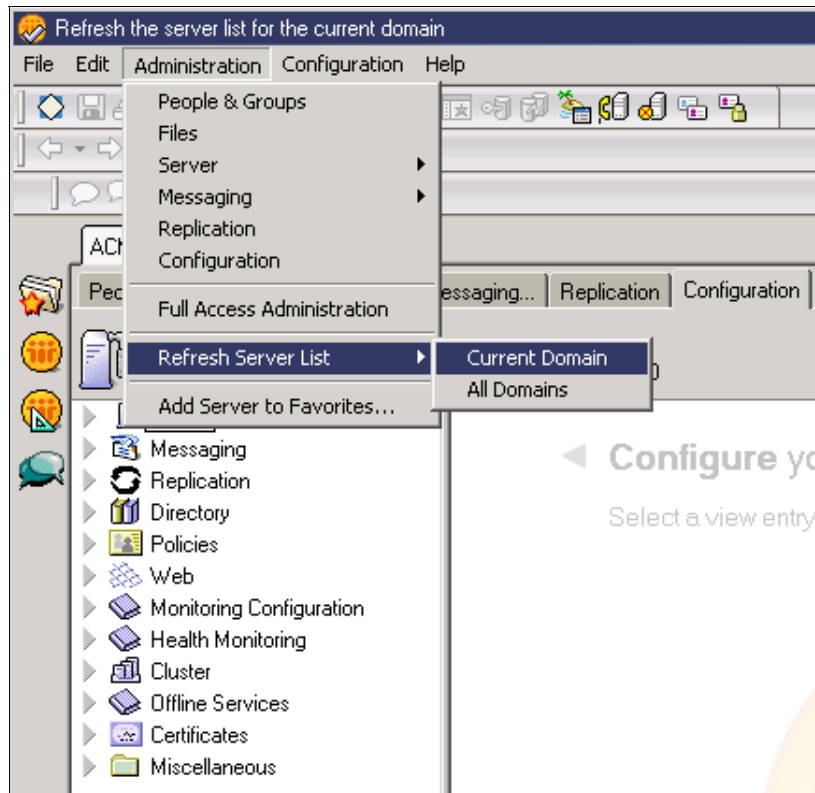 Refresh the server list for the current domain
File Edit Administration Configuration Help
People & Groups
Files
Server
Messaging
Replication
Configuration
Full Access Administration
Refresh Server List
Current Domain
All Domains
Add Server to Favorites...
Replication Configuration
Messaging
Replication
Directory
Policies
Web
Monitoring Configuration
Health Monitoring
Cluster
Offline Services
Certificates
Miscellaneous
Configure
Select a view entry